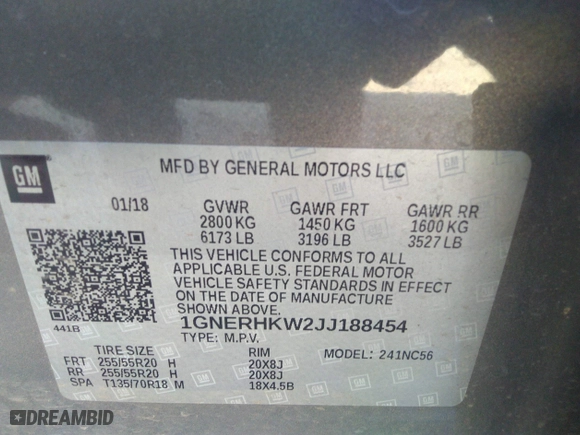 GM
MFD BY GENERAL MOTORS LLC
01/18 GVWR GAWR FRT GAWR RR
2800 KG 1450 KG 1600 KG
6173 LB 3196 LB 3527 LB
THIS VEHICLE CONFORMS TO ALL
APPLICABLE U.S. FEDERAL MOTOR
VEHICLE SAFETY STANDARDS IN EFFECT
ON THE DATE OF MANUFACTURE
SHOWN ABOVE.
441B
1GNERHKW2JJ188454
TYPE: M.P.V.
TIRE SIZE RIM MODEL: 241NC56
FRT 255/55R20 H 20X8J
RR 255/55R20 H 20X8J
SPA T135/70R18 M 18X4.5B
DREAMBID